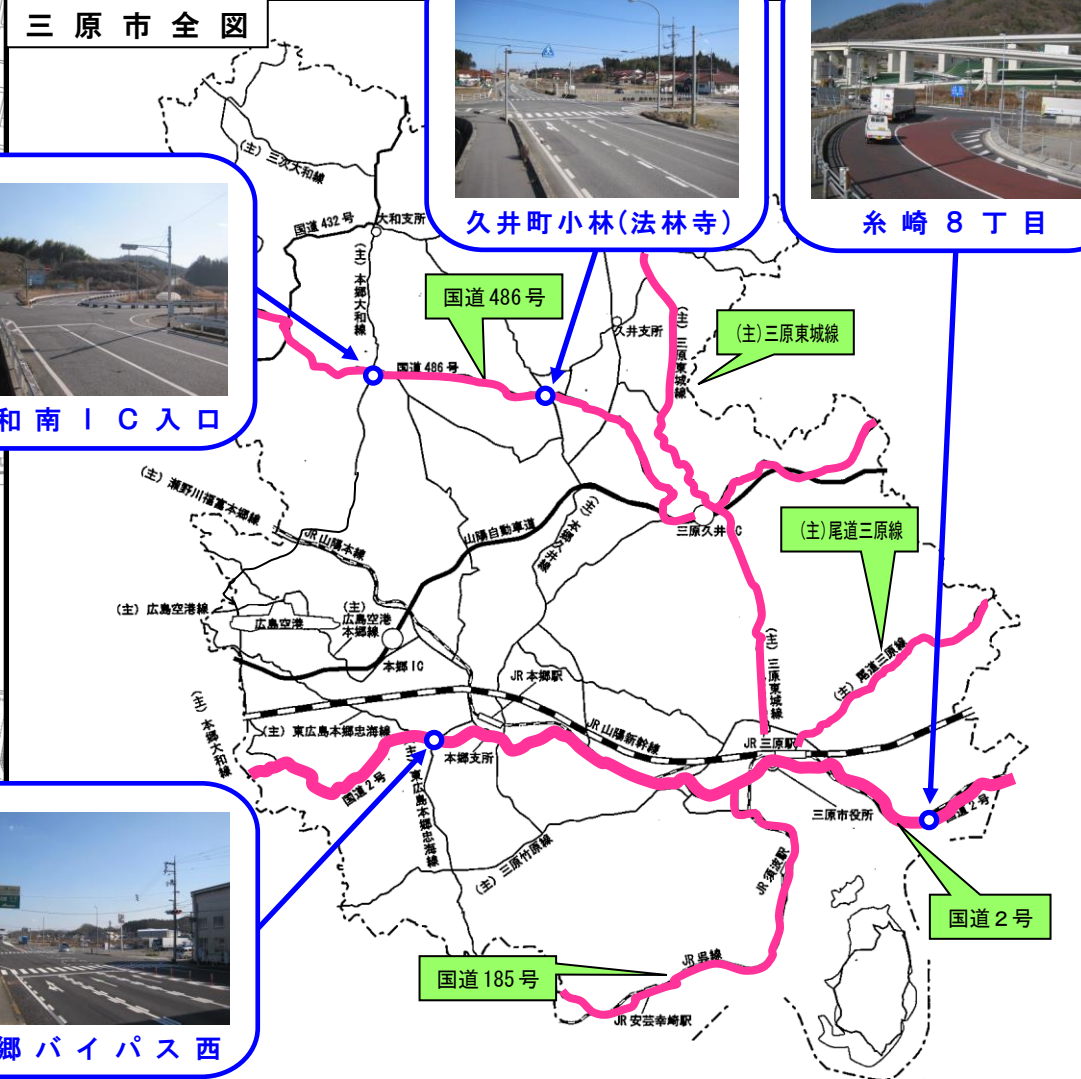 三原市全図
久井町小林(法林寺)
糸崎8丁目
和南IC入口
郷バイパス西
国道486号
(主)三原東城線
(主)尾道三原線
国道2号
国道185号
(主)三次大和線
国道432号
大和支所
(主)本郷大和線
国道486号
久井支所
(主)三原東城線
(主)瀬野川福富本郷線
JR山陽本線
山陽自動車道
(主)本郷久井線
三原久井IC
(主)広島空港線
広島空港
(主)広島空港本郷線
本郷IC
JR本郷駅
(主)三原東城線
(主)尾道三原線
(主)本郷大和線
(主)東広島本郷忠海線
JR山陽新幹線
JR三原駅
本郷支所
国道2号
(主)東広島本郷忠海線
三原市役所
国道2号
(主)三原竹原線
JR須波駅
JR呉線
JR安芸幸崎駅